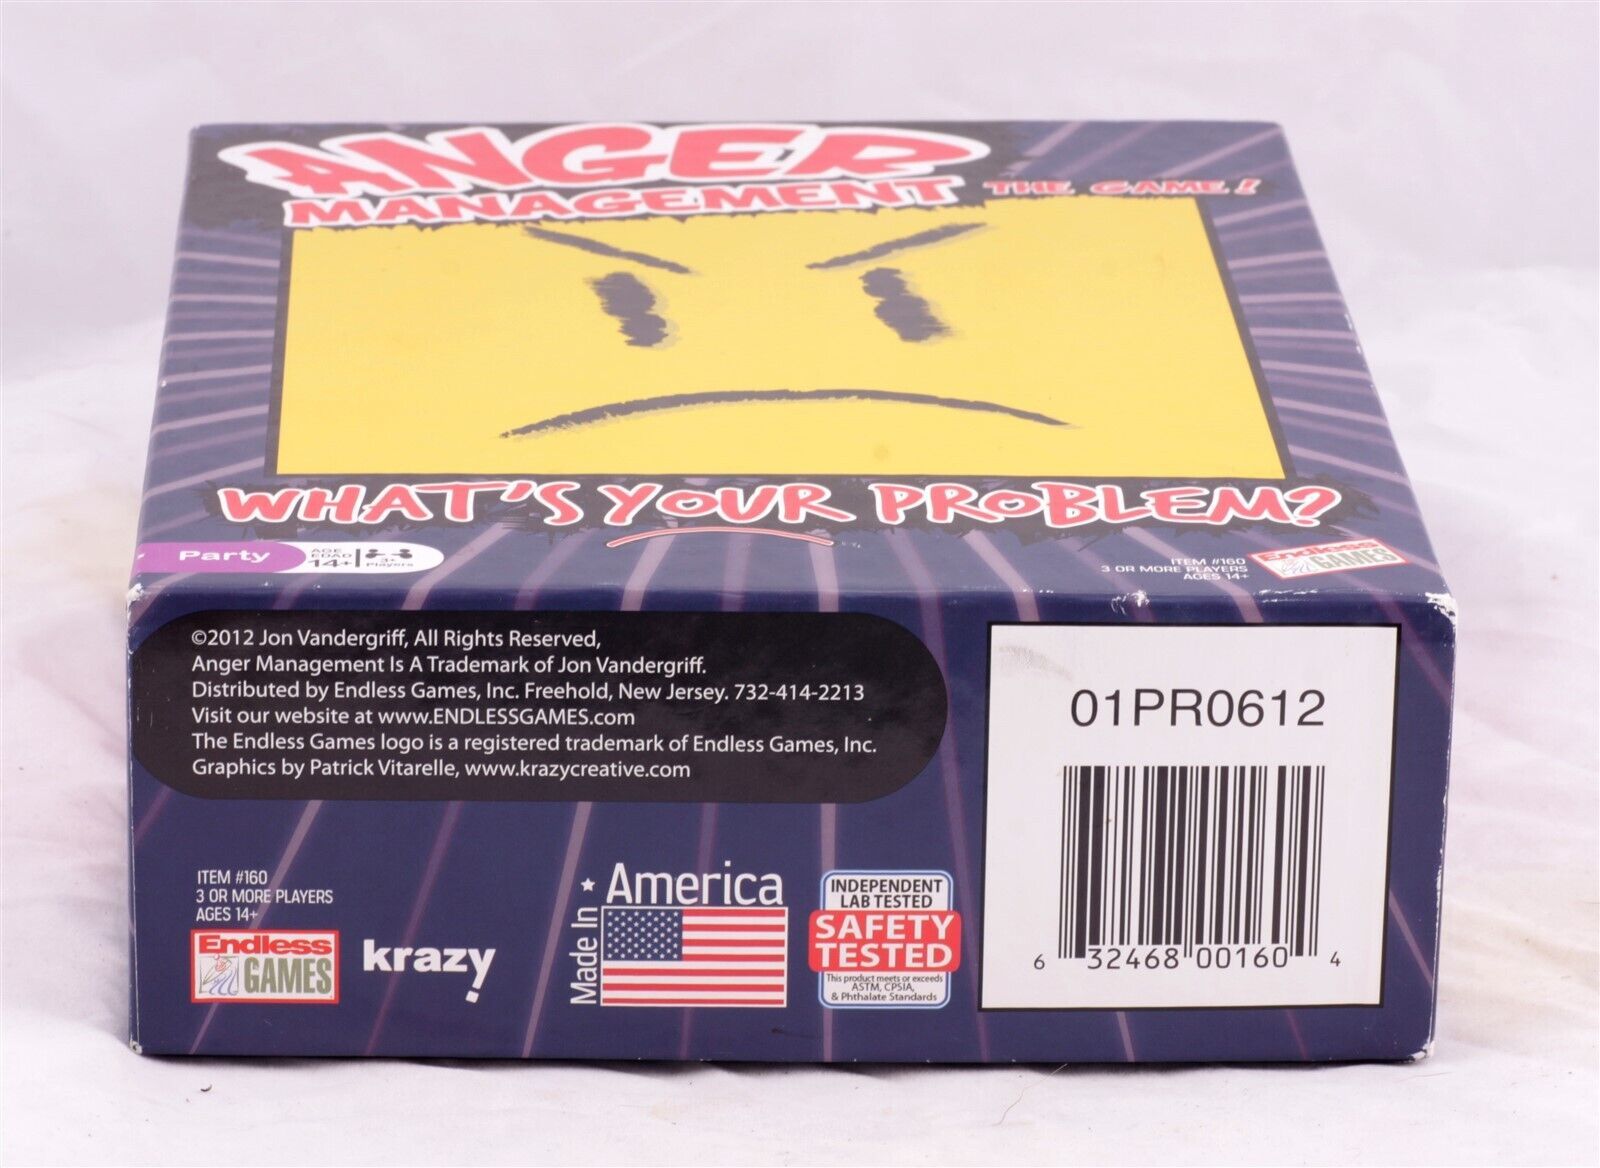 ANGER
MANAGEMENT THE GAME!
WHAT'S YOUR PROBLEM?
Party
AGE
EDAD
14+
3+
Players
ITEM #160
3 OR MORE PLAYERS
AGES 14+
Endless
GAMES
©2012 Jon Vandergriff, All Rights Reserved,
Anger Management Is A Trademark of Jon Vandergriff.
Distributed by Endless Games, Inc. Freehold, New Jersey. 732-414-2213
Visit our website at www.ENDLESSGAMES.com
The Endless Games logo is a registered trademark of Endless Games, Inc.
Graphics by Patrick Vitarelle, www.krazycreative.com
ITEM #160
3 OR MORE PLAYERS
AGES 14+
Endless
GAMES
krazy
Made In
America
INDEPENDENT
LAB TESTED
SAFETY
TESTED
This product meets or exceeds
ASTM, CPSIA,
& Phthalate Standards
01PR0612
6 32468 00160 4